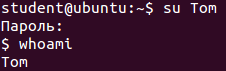 student@ubuntu:~$ su Tom
Пароль:
$ whoami
Tom